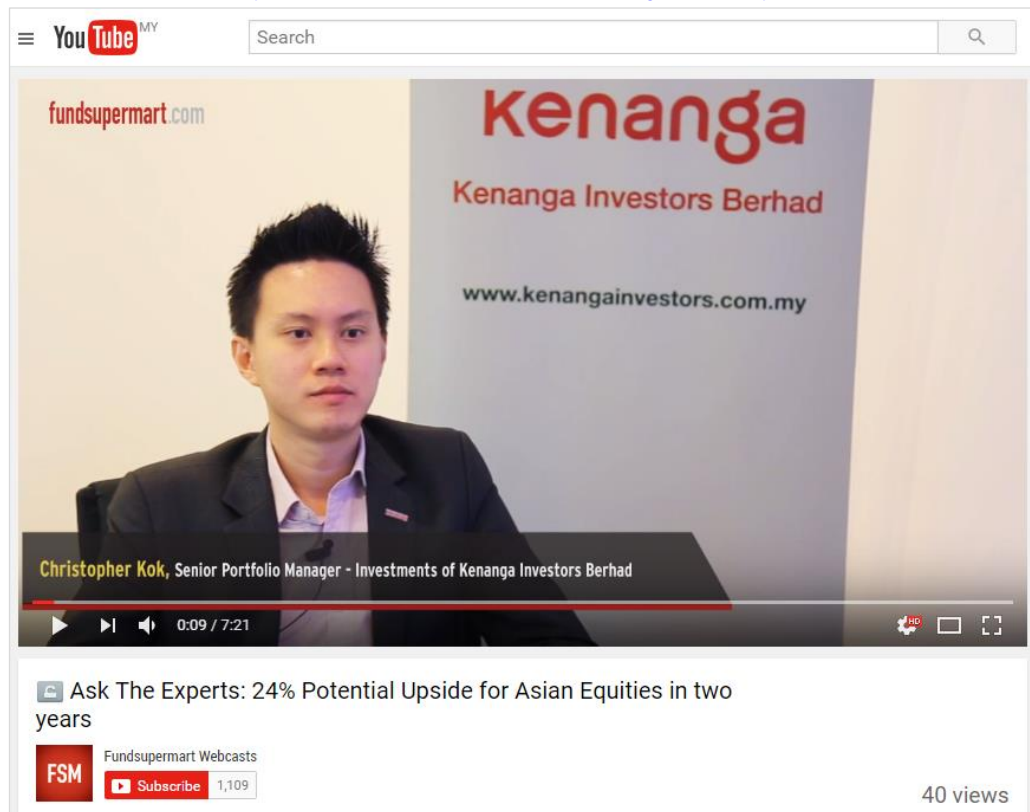 YouTube MY
Search
fundsupermart.com
Kenanga
Kenanga Investors Berhad
www.kenangainvestors.com.my
Christopher Kok, Senior Portfolio Manager - Investments of Kenanga Investors Berhad
0:09 / 7:21
HD
Ask The Experts: 24% Potential Upside for Asian Equities in two
years
FSM
Fundsupermart Webcasts
Subscribe 1,109
40 views